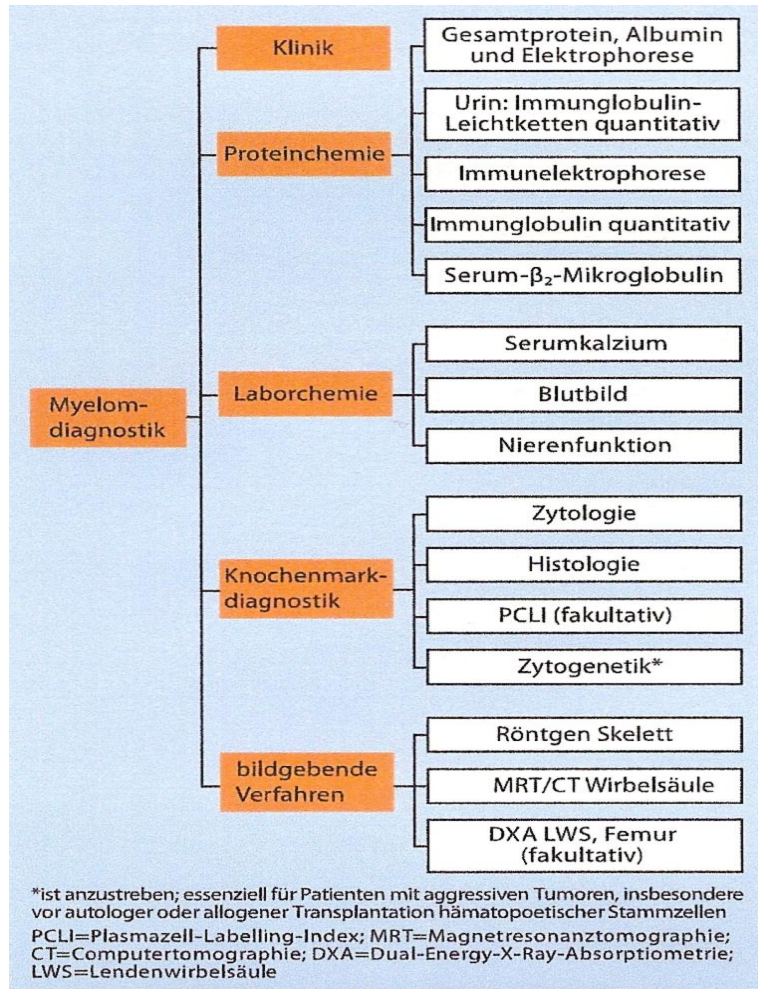 Klinik
Gesamtprotein, Albumin
und Elektrophorese
Urin: Immunglobulin-
Leichtketten quantitativ
Proteinchemie
Immunelektrophorese
Immunglobulin quantitativ
Serum-β₂-Mikroglobulin
Serumkalzium
Laborchemie
Blutbild
Myelom-
diagnostik
Nierenfunktion
Zytologie
Histologie
Knochenmark-
diagnostik
PCLI (fakultativ)
Zytogenetik*
Röntgen Skelett
bildgebende
Verfahren
MRT/CT Wirbelsäule
DXA LWS, Femur
(fakultativ)
*ist anzustreben; essenziell für Patienten mit aggressiven Tumoren, insbesondere
vor autologer oder allogener Transplantation hämatopoetischer Stammzellen
PCLI=Plasmazell-Labelling-Index; MRT=Magnetresonanztomographie;
CT=Computertomographie; DXA=Dual-Energy-X-Ray-Absorptiometrie;
LWS=Lendenwirbelsäule